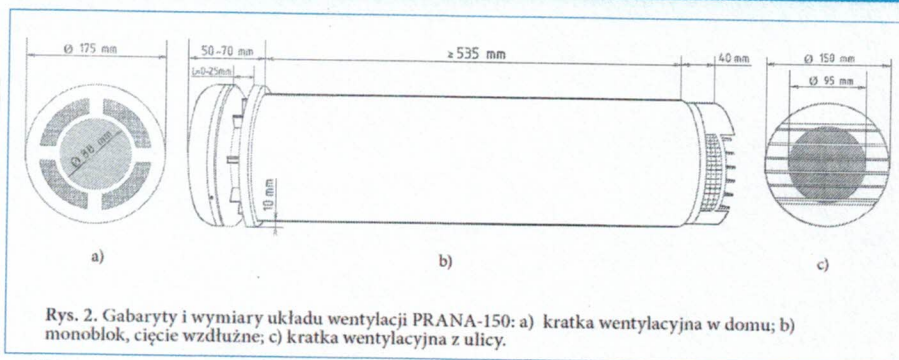 Ø 175 mm
50-70 mm
L=0-25mm
≥ 535 mm
40 mm
Ø 150 mm
Ø 95 mm
Ø 88 mm
10 mm
a)
b)
c)
Rys. 2. Gabaryty i wymiary układu wentylacji PRANA-150: a) kratka wentylacyjna w domu; b)
monoblok, cięcie wzdłużne; c) kratka wentylacyjna z ulicy.